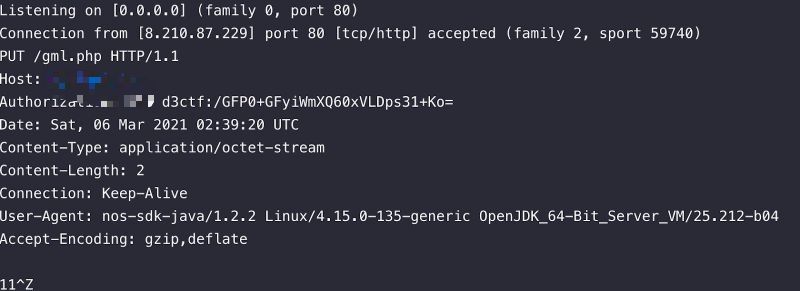 Listening on [0.0.0.0] (family 0, port 80)
Connection from [8.210.87.229] port 80 [tcp/http] accepted (family 2, sport 59740)
PUT /gml.php HTTP/1.1
Host:
d3ctf:/GFP0+GFyiWmXQ60xVLDps31+Ko=
Date: Sat, 06 Mar 2021 02:39:20 UTC
Content-Type: application/octet-stream
Content-Length: 2
Connection: Keep-Alive
User-Agent: nos-sdk-java/1.2.2 Linux/4.15.0-135-generic OpenJDK_64-Bit_Server_VM/25.212-b04
Accept-Encoding: gzip,deflate
11^Z